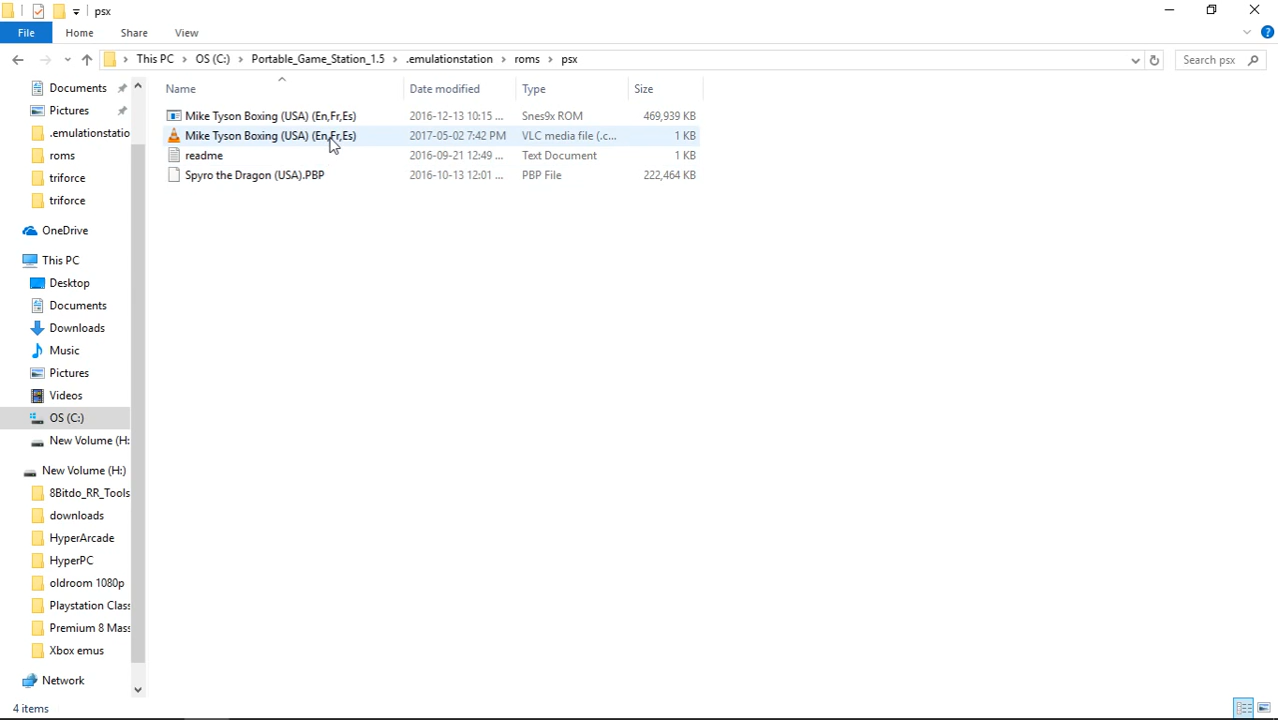 psx
File Home Share View
This PC OS (C:) Portable_Game_Station_1.5 .emulationstation roms psx Search psx
Name Date modified Type Size
Mike Tyson Boxing (USA) (En,Fr,Es) 2016-12-13 10:15 ... Snes9x ROM 469,939 KB
Mike Tyson Boxing (USA) (En,Fr,Es) 2017-05-02 7:42 PM VLC media file (.c... 1 KB
readme 2016-09-21 12:49 ... Text Document 1 KB
Spyro the Dragon (USA).PBP 2016-10-13 12:01 ... PBP File 222,464 KB
Documents
Pictures
.emulationstatio
roms
triforce
triforce
OneDrive
This PC
Desktop
Documents
Downloads
Music
Pictures
Videos
OS (C:)
New Volume (H:
New Volume (H:)
8Bitdo_RR_Tools
downloads
HyperArcade
HyperPC
oldroom 1080p
Playstation Clas
Premium 8 Mas
Xbox emus
Network
4 items